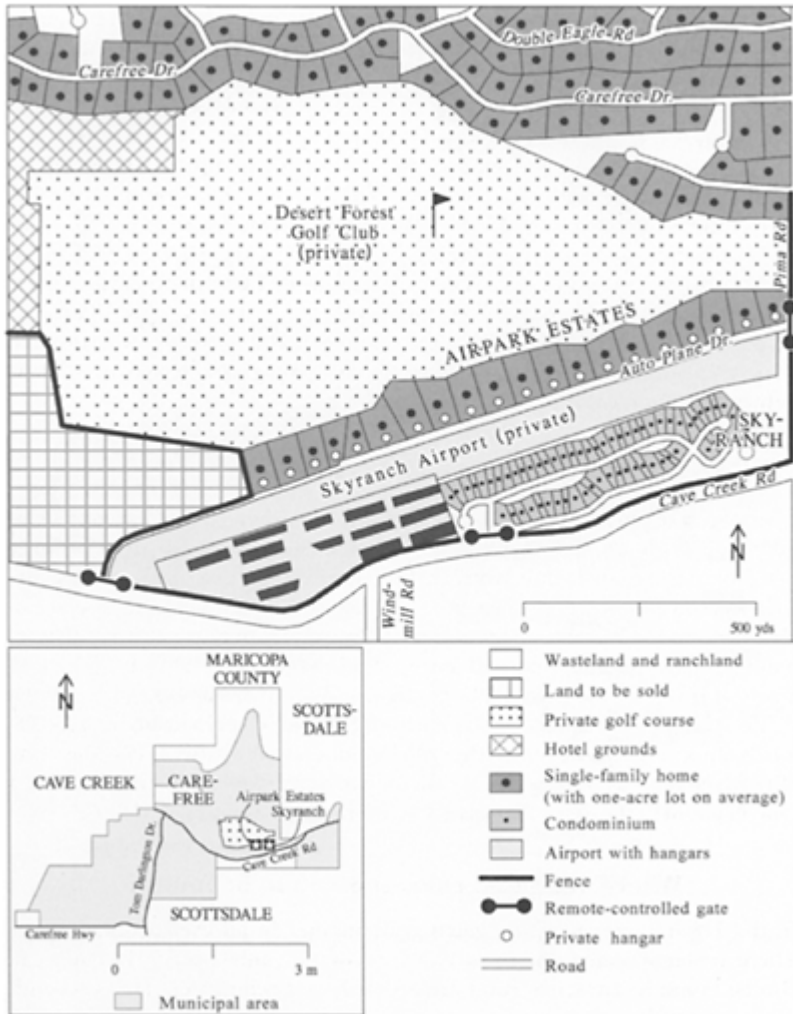 Double Eagle Rd
Carefree Dr.
Carefree Dr.
Desert Forest
Golf Club
(private)
Pima Rd
AIRPARK ESTATES
Auto Plane Dr.
Skyranch Airport (private)
SKY-
RANCH
Cave Creek Rd
N
Wind-
mill Rd
0 500 yds
N
MARICOPA
COUNTY
SCOTTS-
DALE
CAVE CREEK
CARE-
FREE
Airpark Estates
Skyranch
Tom Darlington Dr.
Cave Creek Rd
SCOTTSDALE
Carefree Hwy
0 3 m
Municipal area
Wasteland and ranchland
Land to be sold
Private golf course
Hotel grounds
Single-family home
(with one-acre lot on average)
Condominium
Airport with hangars
Fence
Remote-controlled gate
Private hangar
Road